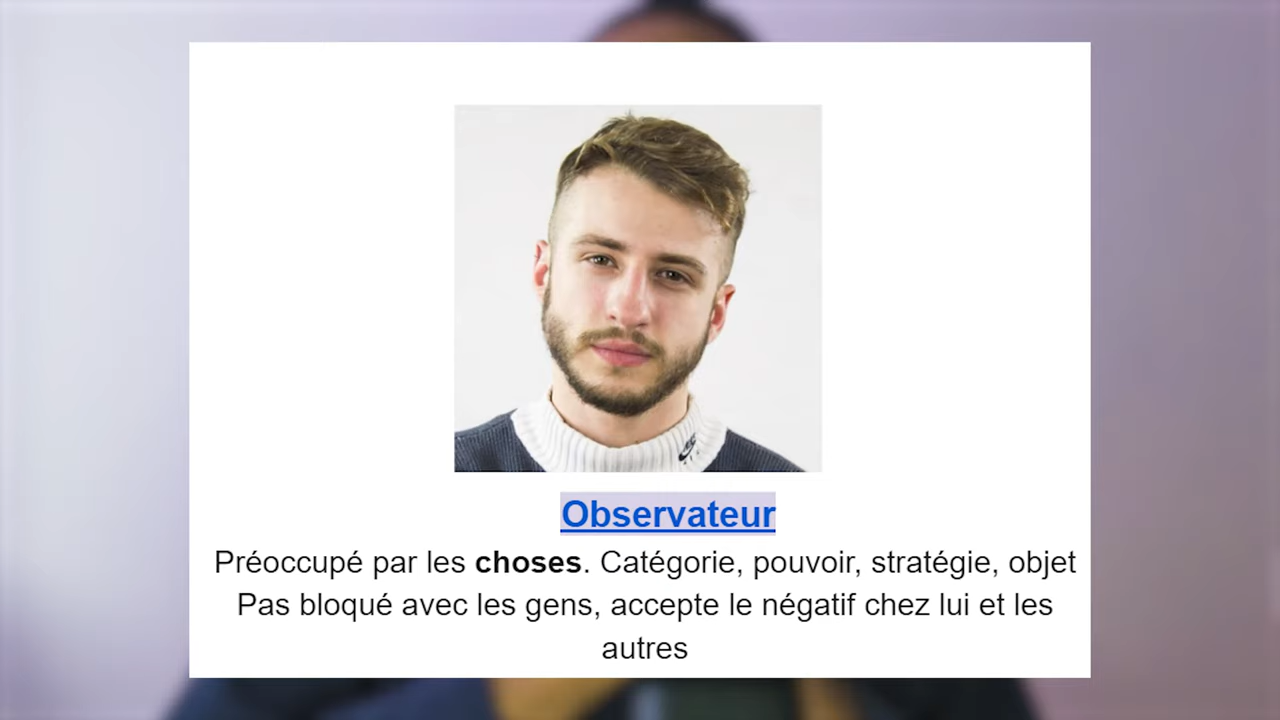 Observateur
Préoccupé par les choses. Catégorie, pouvoir, stratégie, objet
Pas bloqué avec les gens, accepte le négatif chez lui et les
autres